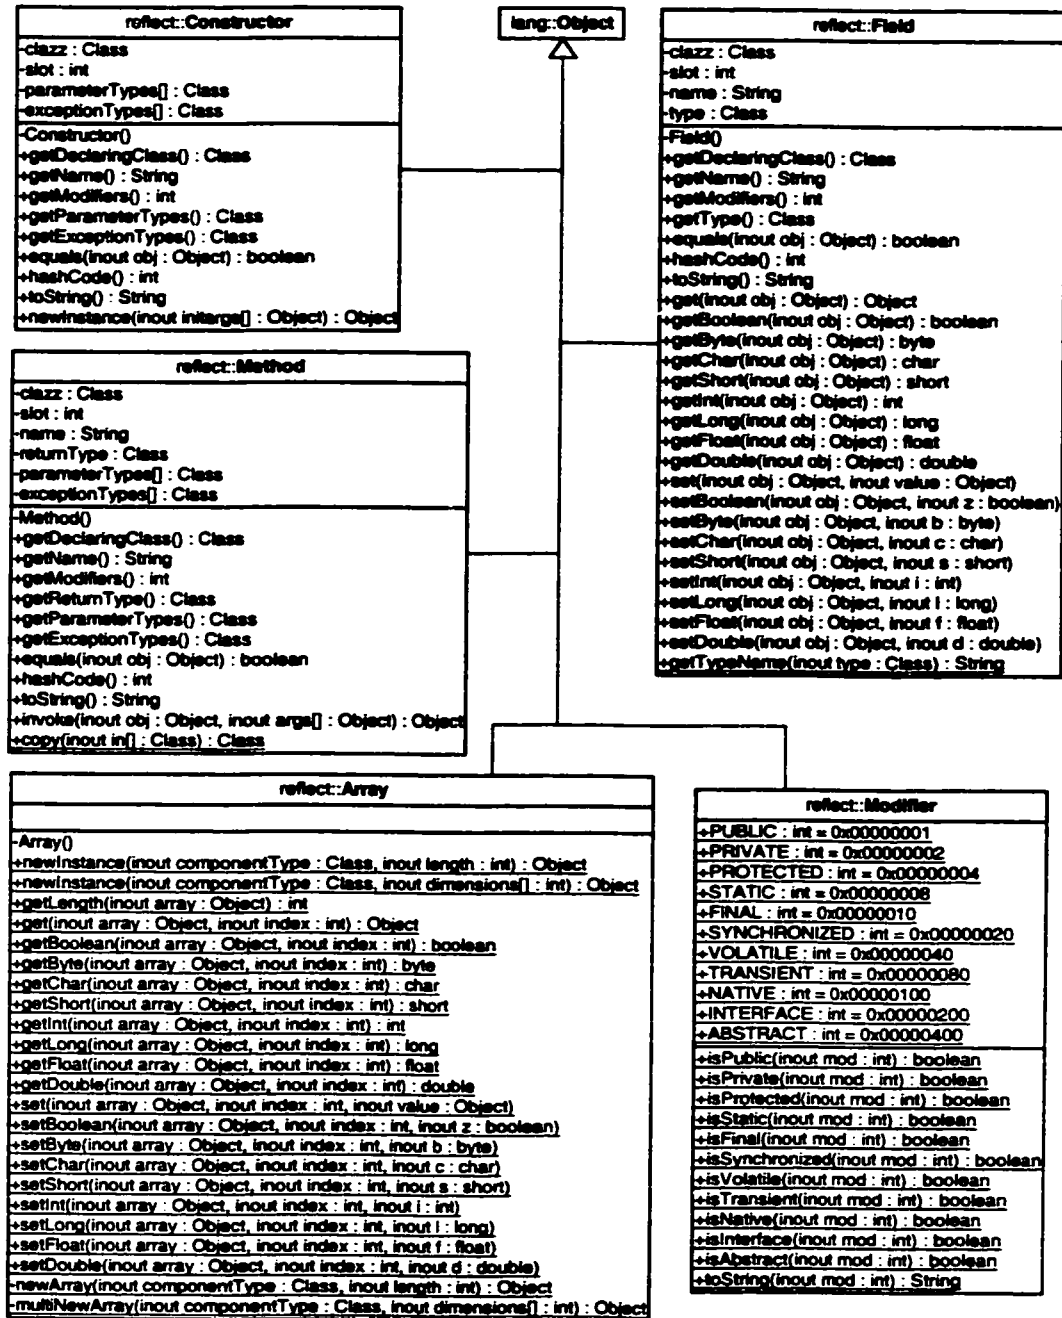 reflect::Constructor
-clazz : Class
-slot : int
-parameterTypes[] : Class
-exceptionTypes[] : Class
-Constructor()
+getDeclaringClass() : Class
+getName() : String
+getModifiers() : int
+getParameterTypes() : Class
+getExceptionTypes() : Class
+equals(inout obj : Object) : boolean
+hashCode() : int
+toString() : String
+newInstance(inout initargs[] : Object) : Object
lang::Object
reflect::Field
-clazz : Class
-slot : int
-name : String
-type : Class
-Field()
+getDeclaringClass() : Class
+getName() : String
+getModifiers() : int
+getType() : Class
+equals(inout obj : Object) : boolean
+hashCode() : int
+toString() : String
+get(inout obj : Object) : Object
+getBoolean(inout obj : Object) : boolean
+getByte(inout obj : Object) : byte
+getChar(inout obj : Object) : char
+getShort(inout obj : Object) : short
+getInt(inout obj : Object) : int
+getLong(inout obj : Object) : long
+getFloat(inout obj : Object) : float
+getDouble(inout obj : Object) : double
+set(inout obj : Object, inout value : Object)
+setBoolean(inout obj : Object, inout z : boolean)
+setByte(inout obj : Object, inout b : byte)
+setChar(inout obj : Object, inout c : char)
+setShort(inout obj : Object, inout s : short)
+setInt(inout obj : Object, inout i : int)
+setLong(inout obj : Object, inout l : long)
+setFloat(inout obj : Object, inout f : float)
+setDouble(inout obj : Object, inout d : double)
+getTypeName(inout type : Class) : String
reflect::Method
-clazz : Class
-slot : int
-name : String
-returnType : Class
-parameterTypes[] : Class
-exceptionTypes[] : Class
-Method()
+getDeclaringClass() : Class
+getName() : String
+getModifiers() : int
+getReturnType() : Class
+getParameterTypes() : Class
+getExceptionTypes() : Class
+equals(inout obj : Object) : boolean
+hashCode() : int
+toString() : String
+invoke(inout obj : Object, inout args[] : Object) : Object
+copy(inout in[] : Class) : Class
reflect::Array
-Array()
+newInstance(inout componentType : Class, inout length : int) : Object
+newInstance(inout componentType : Class, inout dimensions[] : int) : Object
+getLength(inout array : Object) : int
+get(inout array : Object, inout index : int) : Object
+getBoolean(inout array : Object, inout index : int) : boolean
+getByte(inout array : Object, inout index : int) : byte
+getChar(inout array : Object, inout index : int) : char
+getShort(inout array : Object, inout index : int) : short
+getInt(inout array : Object, inout index : int) : int
+getLong(inout array : Object, inout index : int) : long
+getFloat(inout array : Object, inout index : int) : float
+getDouble(inout array : Object, inout index : int) : double
+set(inout array : Object, inout index : int, inout value : Object)
+setBoolean(inout array : Object, inout index : int, inout z : boolean)
+setByte(inout array : Object, inout index : int, inout b : byte)
+setChar(inout array : Object, inout index : int, inout c : char)
+setShort(inout array : Object, inout index : int, inout s : short)
+setInt(inout array : Object, inout index : int, inout i : int)
+setLong(inout array : Object, inout index : int, inout l : long)
+setFloat(inout array : Object, inout index : int, inout f : float)
+setDouble(inout array : Object, inout index : int, inout d : double)
-newArray(inout componentType : Class, inout length : int) : Object
-multiNewArray(inout componentType : Class, inout dimensions[] : int) : Object
reflect::Modifier
+PUBLIC : int = 0x00000001
+PRIVATE : int = 0x00000002
+PROTECTED : int = 0x00000004
+STATIC : int = 0x00000008
+FINAL : int = 0x00000010
+SYNCHRONIZED : int = 0x00000020
+VOLATILE : int = 0x00000040
+TRANSIENT : int = 0x00000080
+NATIVE : int = 0x00000100
+INTERFACE : int = 0x00000200
+ABSTRACT : int = 0x00000400
+isPublic(inout mod : int) : boolean
+isPrivate(inout mod : int) : boolean
+isProtected(inout mod : int) : boolean
+isStatic(inout mod : int) : boolean
+isFinal(inout mod : int) : boolean
+isSynchronized(inout mod : int) : boolean
+isVolatile(inout mod : int) : boolean
+isTransient(inout mod : int) : boolean
+isNative(inout mod : int) : boolean
+isInterface(inout mod : int) : boolean
+isAbstract(inout mod : int) : boolean
+toString(inout mod : int) : String